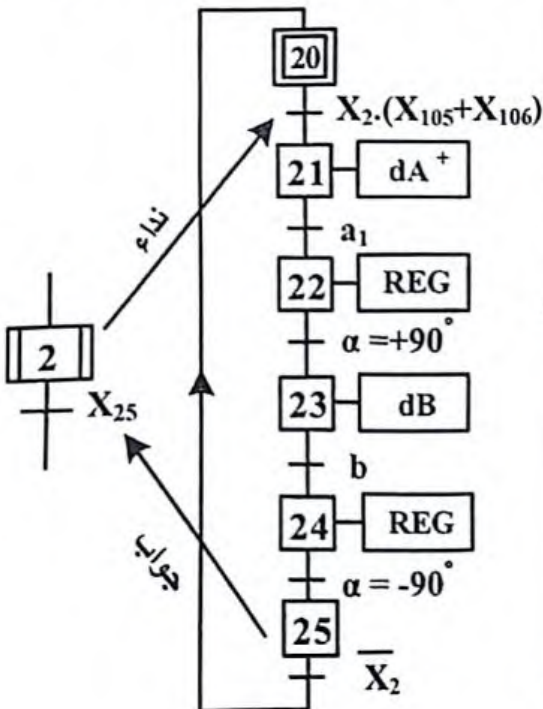 20
X₂.(X₁₀₅+X₁₀₆)
21 dA⁺
نداء
a₁
22 REG
2
α =+90°
X₂₅
23 dB
b
24 REG
جواب
α = -90°
25
X̅₂